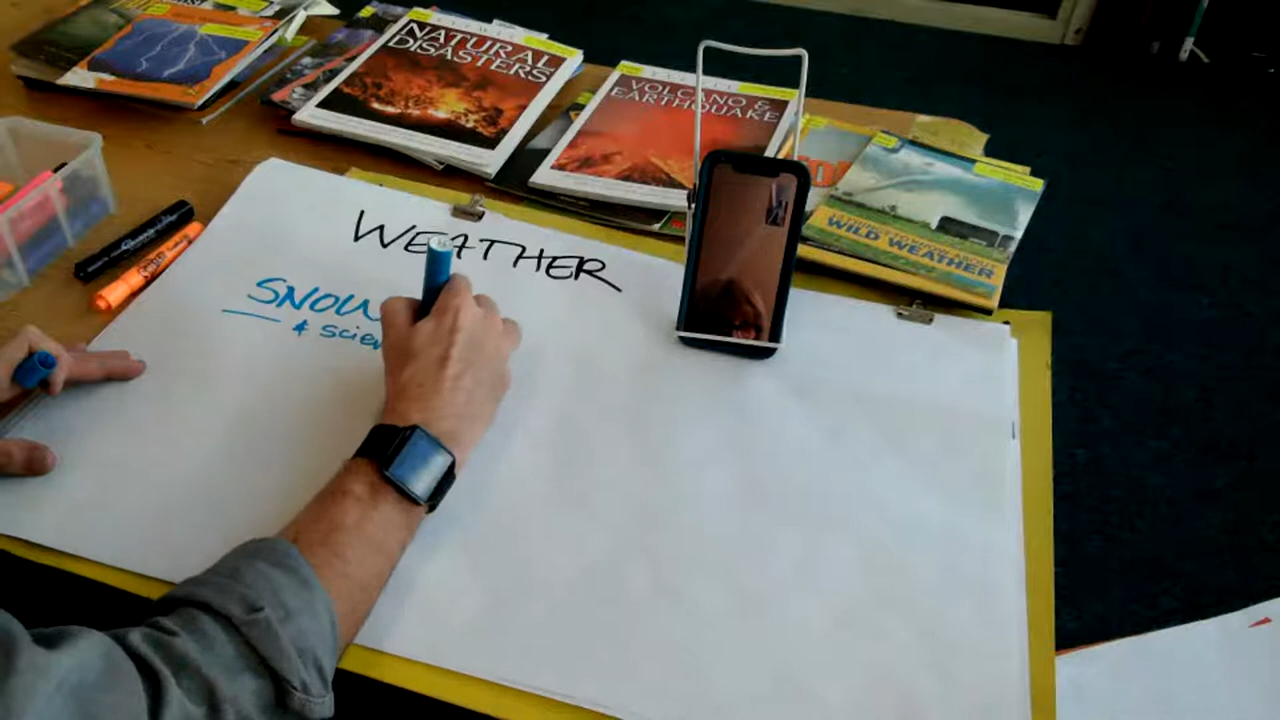 NATURAL
DISASTERS
VOLCANO &
EARTHQUAKE
WILD WEATHER
WEATHER
SNOW
& scien